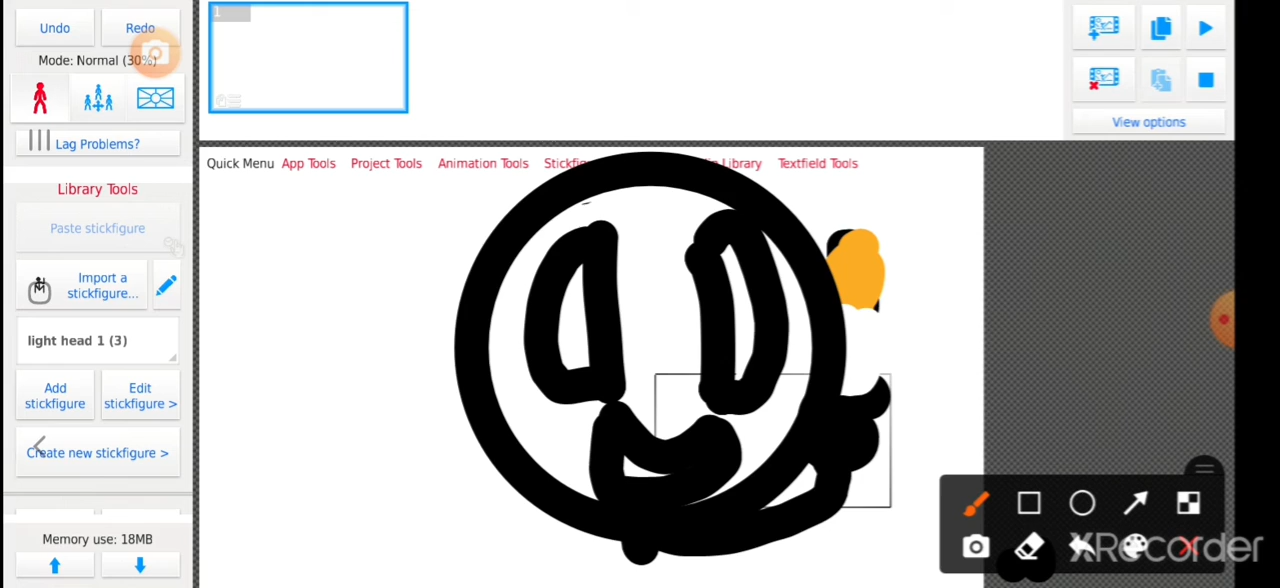 Undo Redo
1
Mode: Normal (30%)
Lag Problems?
View options
Quick Menu App Tools Project Tools Animation Tools Library Textfield Tools
Library Tools
Paste stickfigure
Import a
stickfigure...
light head 1 (3)
Add
stickfigure
Edit
stickfigure >
Create new stickfigure >
Memory use: 18MB
XRecorder